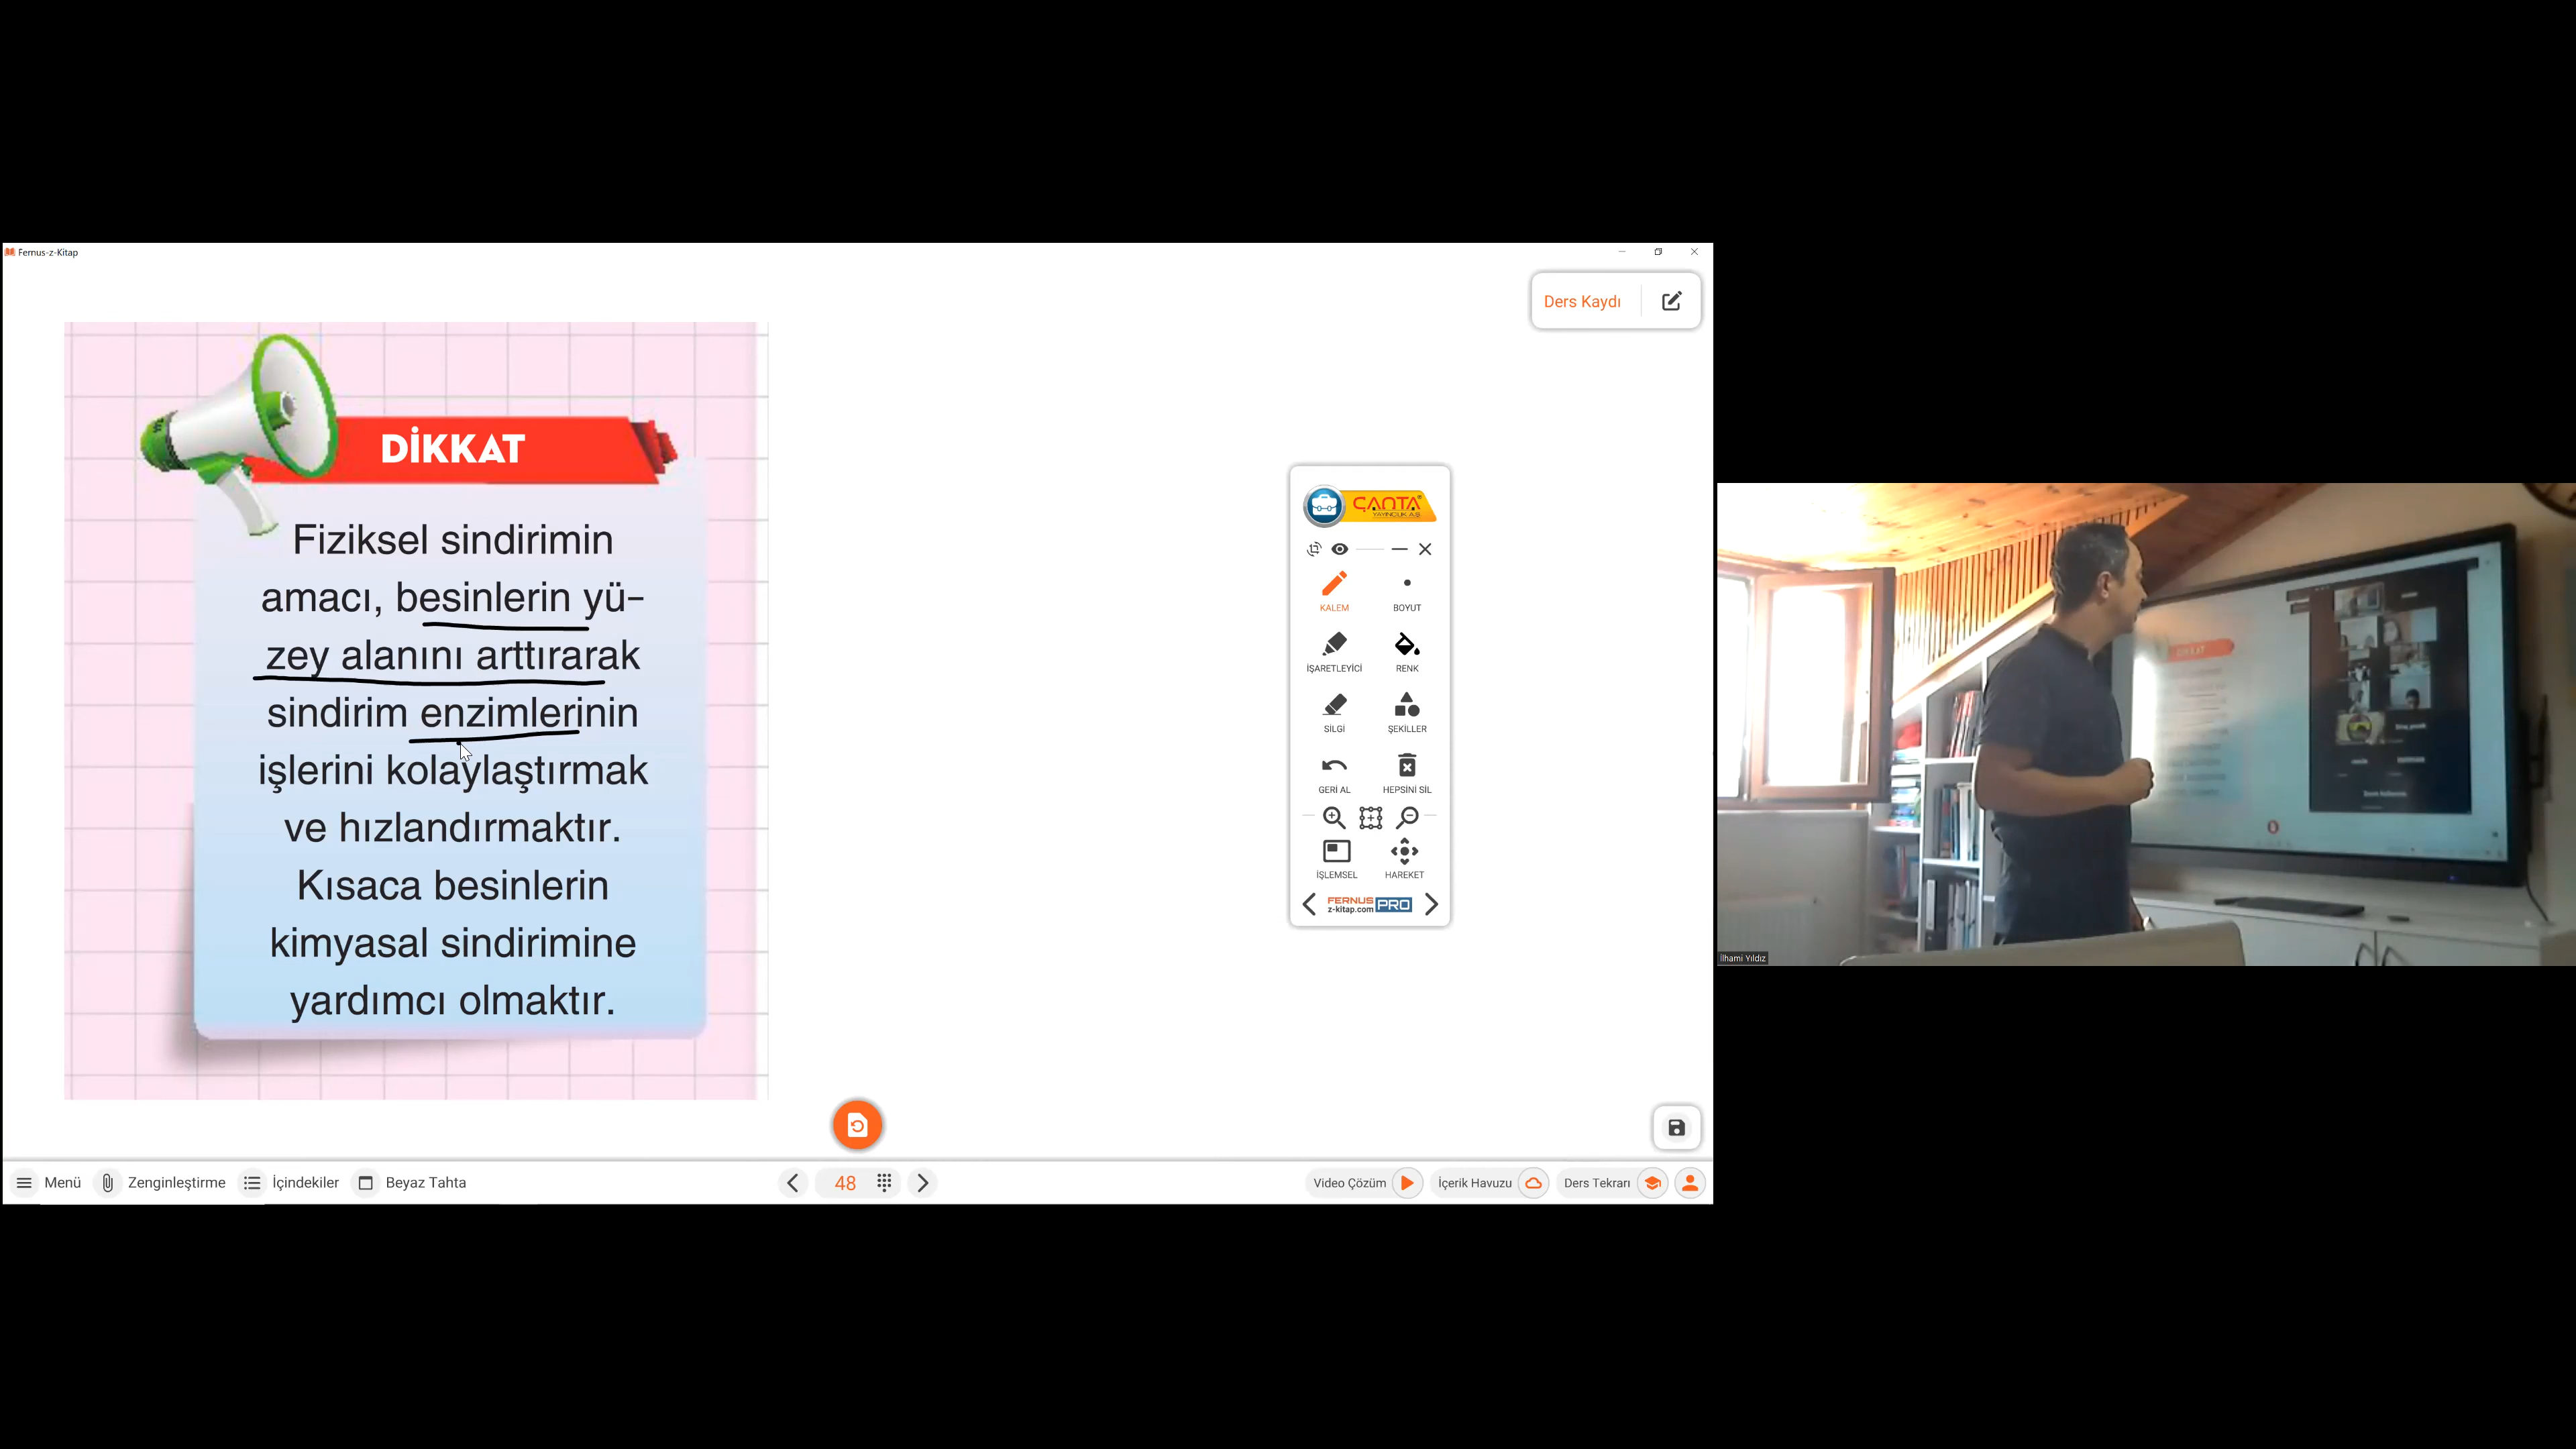 Fernus-z-Kitap
Ders Kaydı
DİKKAT
Fiziksel sindirimin
amacı, besinlerin yü-
zey alanını arttırarak
sindirim enzimlerinin
işlerini kolaylaştırmak
ve hızlandırmaktır.
Kısaca besinlerin
kimyasal sindirimine
yardımcı olmaktır.
ÇANTA
YAYINCILIK A.Ş.
KALEM
BOYUT
İŞARETLEYİCİ
RENK
SİLGİ
ŞEKİLLER
GERİ AL
HEPSİNİ SİL
İŞLEMSEL
HAREKET
FERNUS
z-kitap.com PRO
DİKKAT
İlhami Yıldız
Menü
Zenginleştirme
İçindekiler
Beyaz Tahta
48
Video Çözüm
İçerik Havuzu
Ders Tekrarı